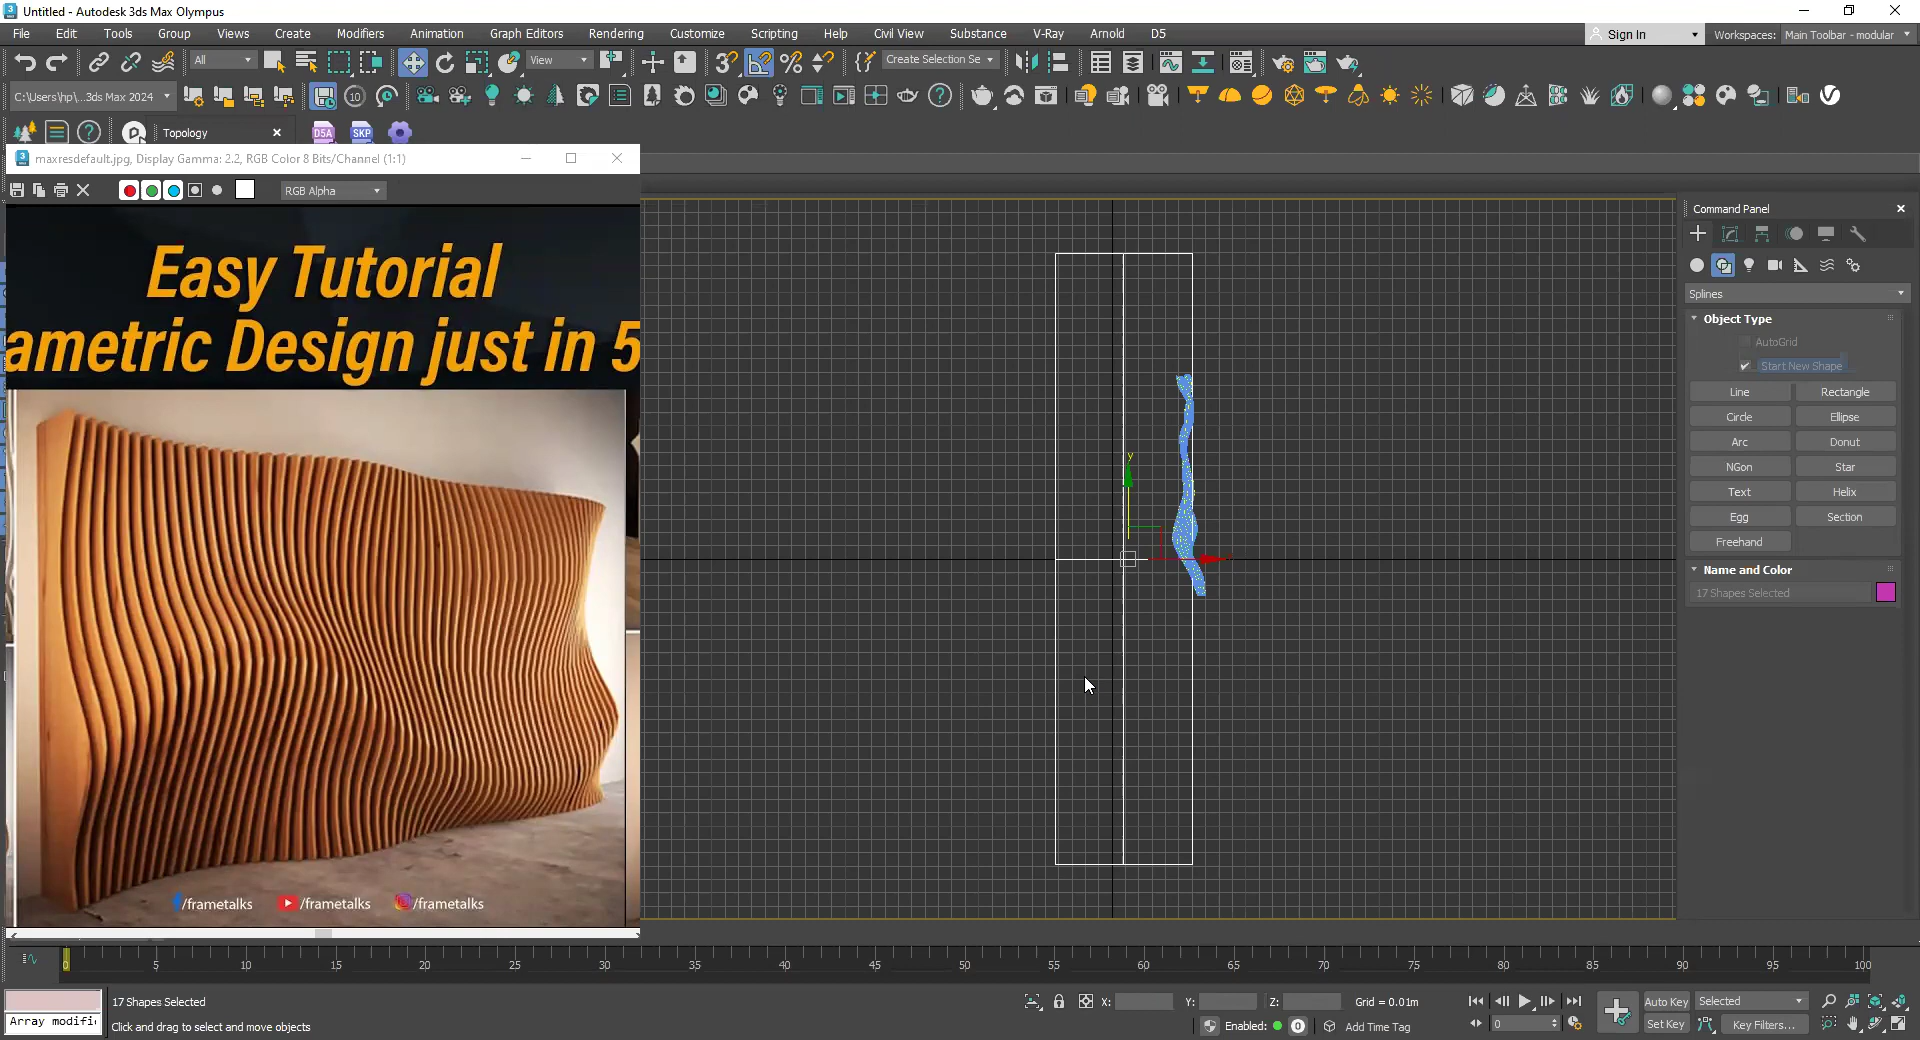 Untitled - Autodesk 3ds Max Olympus
File Edit Tools Group Views Create Modifiers Animation Graph Editors Rendering Customize Scripting Help Civil View Substance V-Ray Arnold D5 Sign In Workspaces: Main Toolbar - modular
All View Create Selection Se
C:\Users\hp\...3ds Max 2024 10
Topology D5A SKP
maxresdefault.jpg, Display Gamma: 2.2, RGB Color 8 Bits/Channel (1:1)
RGB Alpha
Easy Tutorial
ametric Design just in 5
/frametalks /frametalks /frametalks
y
Command Panel
Splines
Object Type
AutoGrid
Start New Shape
Line Rectangle
Circle Ellipse
Arc Donut
NGon Star
Text Helix
Egg Section
Freehand
Name and Color
17 Shapes Selected
0 5 10 15 20 25 30 35 40 45 50 55 60 65 70 75 80 85 90 95 100
17 Shapes Selected X: Y: Z: Grid = 0.01m Auto Key Selected
Array modifi Click and drag to select and move objects Enabled: 0 Add Time Tag 0 Set Key Key Filters...